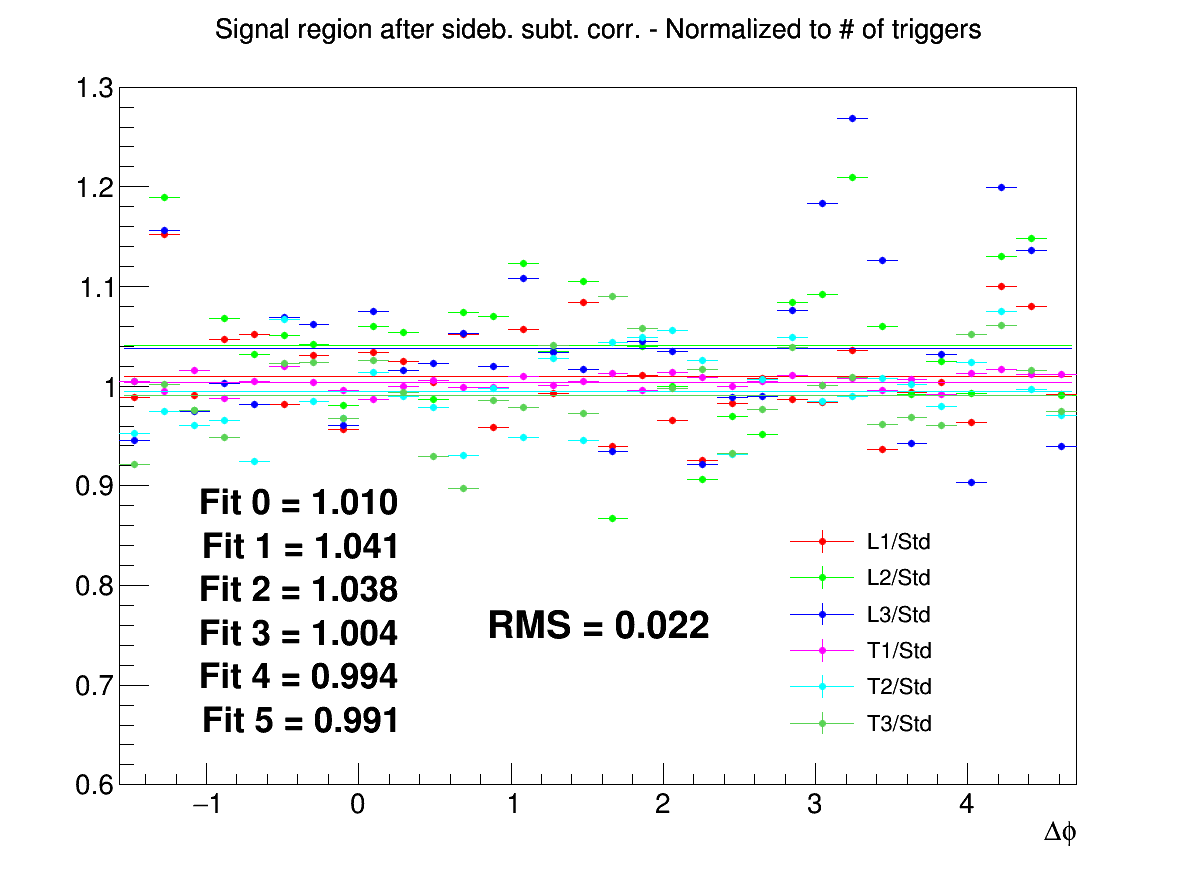 Signal region after sideb. subt. corr. - Normalized to # of triggers
1.3
1.2
1.1
1
0.9
0.8
0.7
0.6
Fit 0 = 1.010
Fit 1 = 1.041
Fit 2 = 1.038
Fit 3 = 1.004
Fit 4 = 0.994
Fit 5 = 0.991
RMS = 0.022
L1/Std
L2/Std
L3/Std
T1/Std
T2/Std
T3/Std
−1 0 1 2 3 4
Δϕ